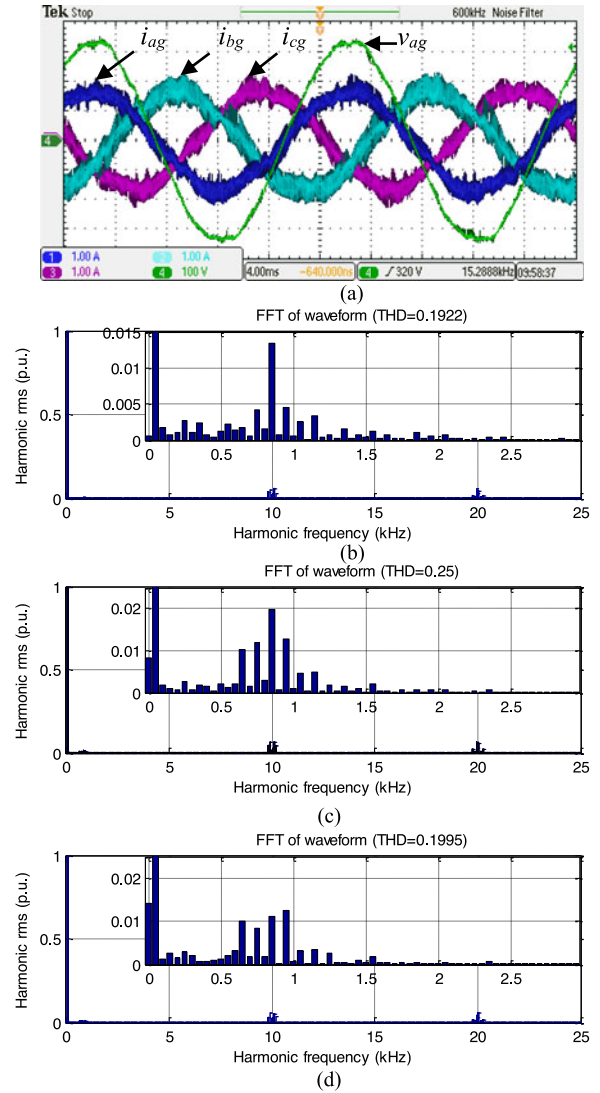 Tek Stop 600kHz Noise Filter
i_ag i_bg i_cg v_ag
4
1 1.00 A 2 1.00 A
3 1.00 A 4 100 V
4.00ms -640.000ns 4 ƒ 320 V 15.2888kHz 09:58:37
(a)
FFT of waveform (THD=0.1922)
Harmonic rms (p.u.)
1
0.5
0
0.015
0.01
0.005
0
0 0.5 1 1.5 2 2.5
0 5 10 15 20 25
Harmonic frequency (kHz)
(b)
FFT of waveform (THD=0.25)
Harmonic rms (p.u.)
1
0.5
0
0.02
0.01
0
0 0.5 1 1.5 2 2.5
0 5 10 15 20 25
Harmonic frequency (kHz)
(c)
FFT of waveform (THD=0.1995)
Harmonic rms (p.u.)
1
0.5
0
0.02
0.01
0
0 0.5 1 1.5 2 2.5
0 5 10 15 20 25
Harmonic frequency (kHz)
(d)